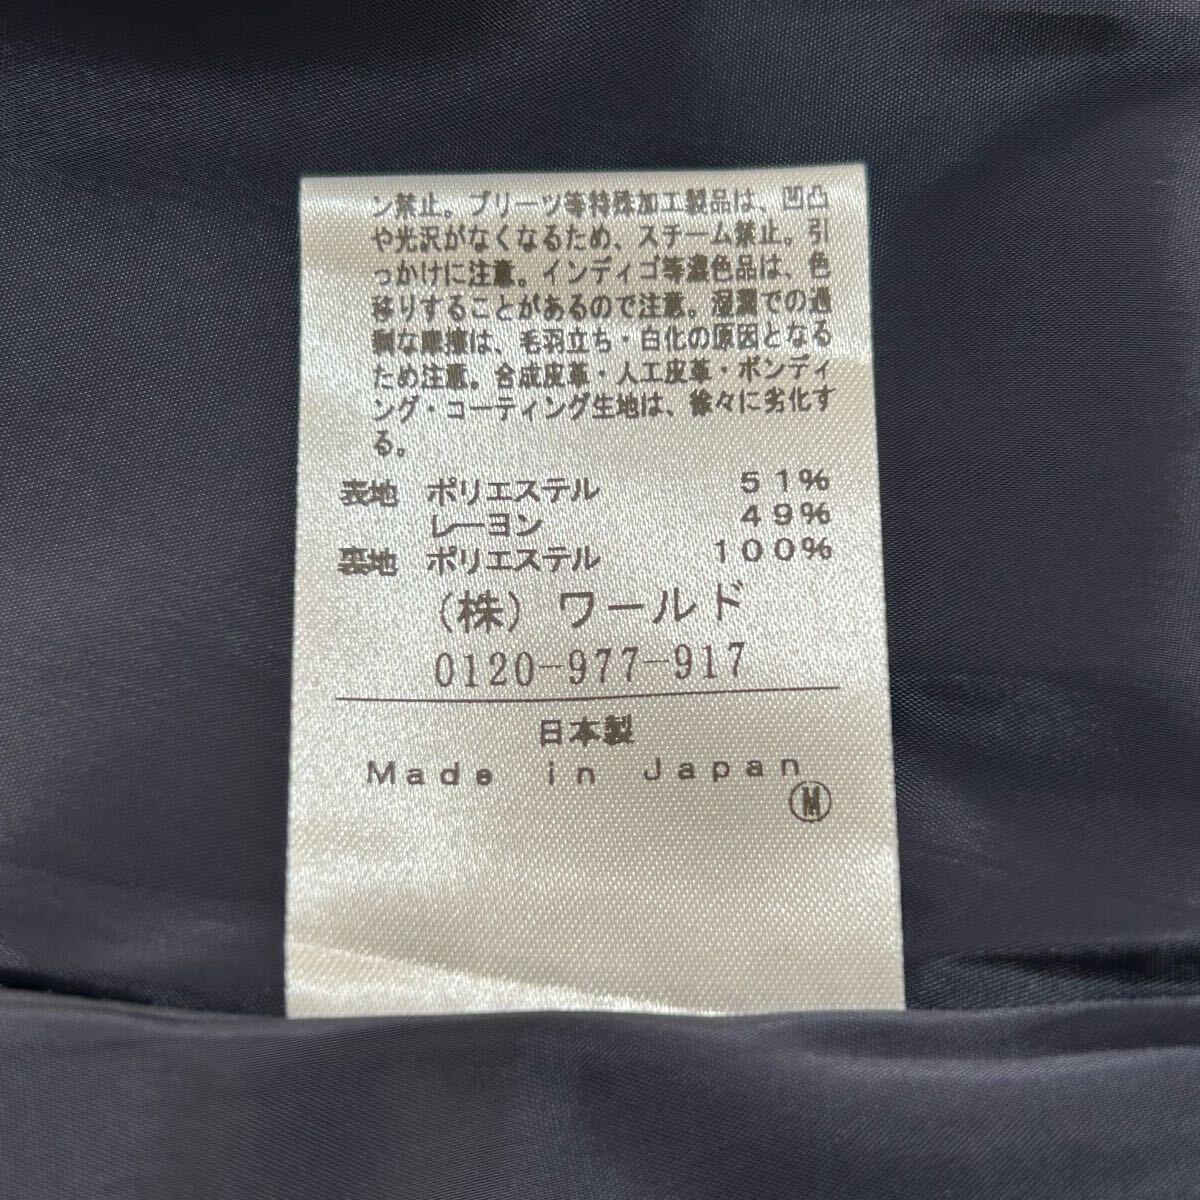 ン禁止。プリーツ等特殊加工製品は、凹凸
や光沢がなくなるため、スチーム禁止。引
っかけに注意。インディゴ等濃色品は、色
移りすることがあるので注意。湿潤での過
剰な摩擦は、毛羽立ち・白化の原因となる
ため注意。合成皮革・人工皮革・ボンディ
ング・コーティング生地は、徐々に劣化す
る。
表地 ポリエステル 51%
レーヨン 49%
裏地 ポリエステル 100%
(株) ワールド
0120-977-917
日本製
Made in Japan
Ⓜ